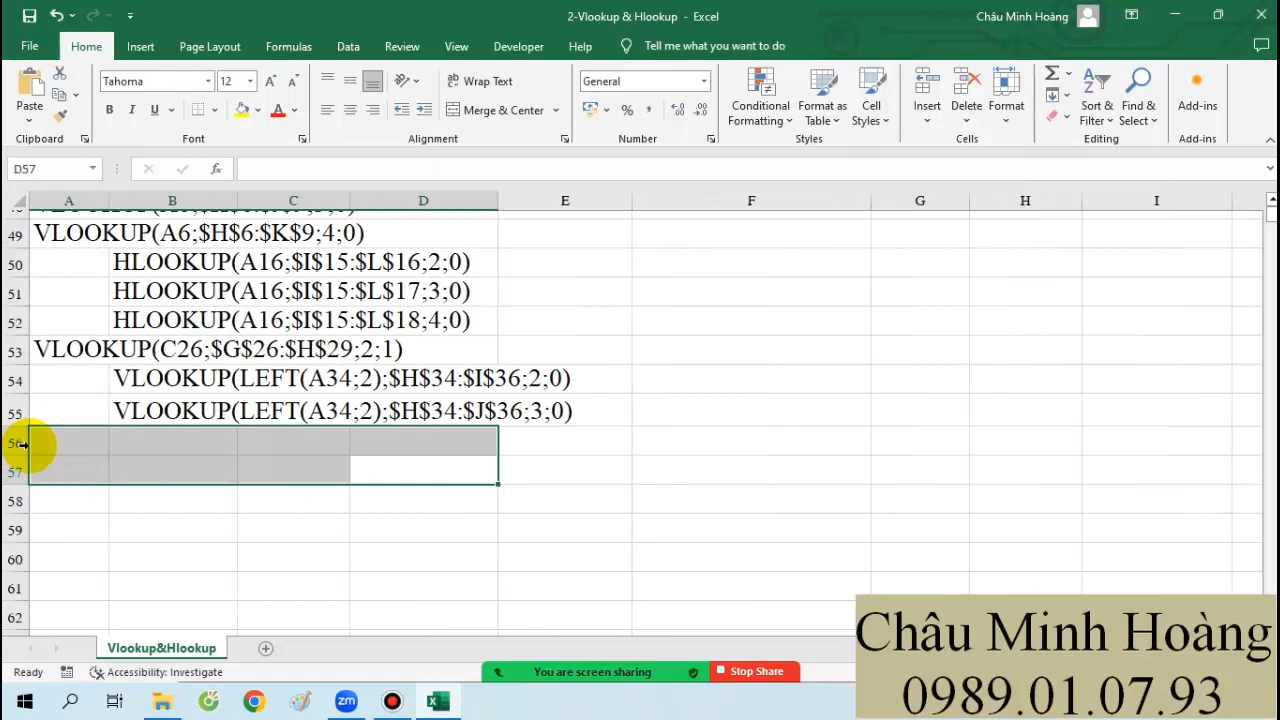 2-Vlookup & Hlookup - Excel
Châu Minh Hoàng
File Home Insert Page Layout Formulas Data Review View Developer Help Tell me what you want to do
Paste
Clipboard
Tahoma 12
B I U
Font
Wrap Text
Merge & Center
Alignment
General
%
Number
Conditional Formatting
Format as Table
Cell Styles
Styles
Insert
Delete
Format
Cells
Sort & Filter
Find & Select
Editing
Add-ins
Add-ins
D57
fx
A B C D E F G H I
49 VLOOKUP(A6;$H$6:$K$9;4;0)
50 HLOOKUP(A16;$I$15:$L$16;2;0)
51 HLOOKUP(A16;$I$15:$L$17;3;0)
52 HLOOKUP(A16;$I$15:$L$18;4;0)
53 VLOOKUP(C26;$G$26:$H$29;2;1)
54 VLOOKUP(LEFT(A34;2);$H$34:$I$36;2;0)
55 VLOOKUP(LEFT(A34;2);$H$34:$J$36;3;0)
56
57
58
59
60
61
62
Châu Minh Hoàng
0989.01.07.93
Vlookup&Hlookup
Ready Accessibility: Investigate
You are screen sharing Stop Share
zm